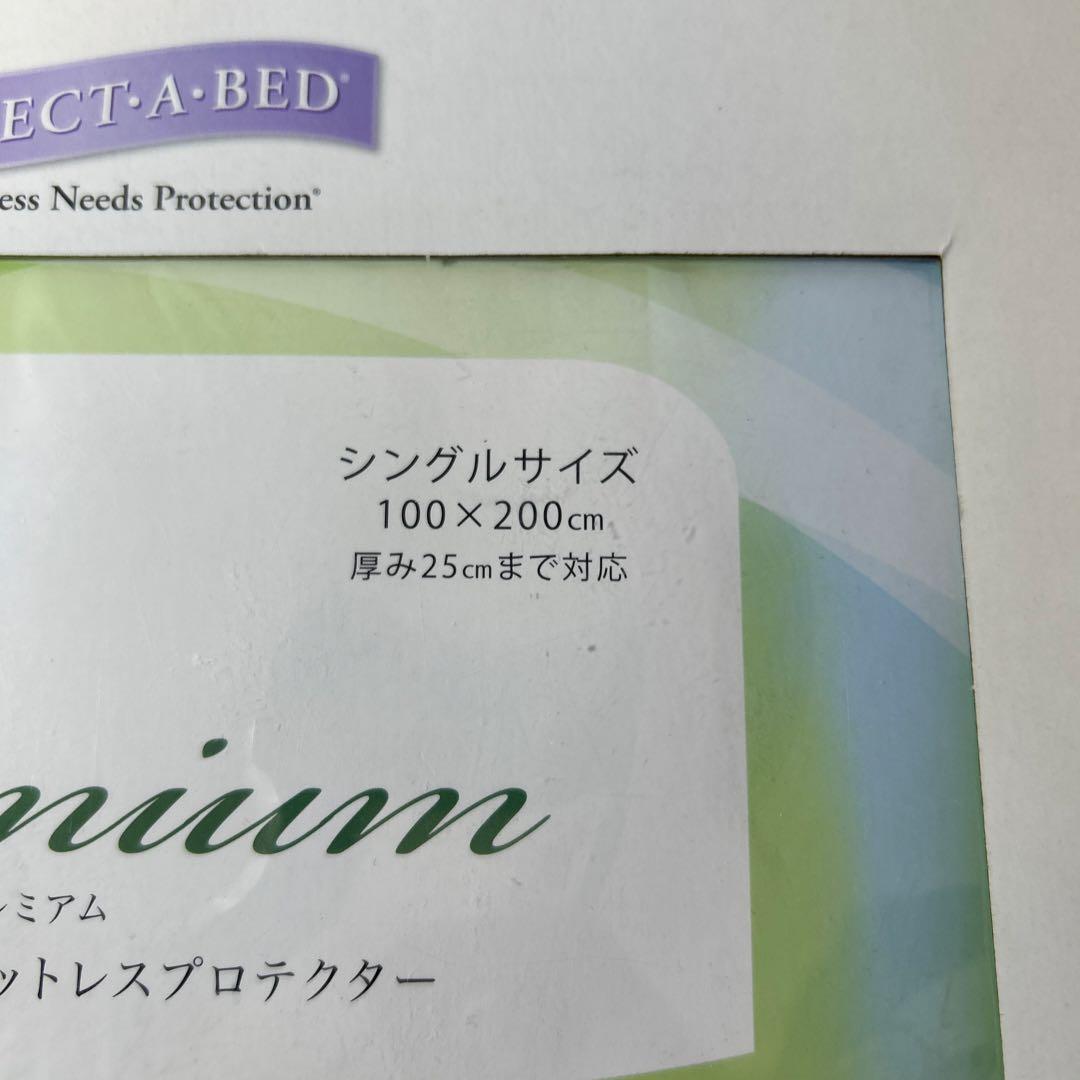 ECT·A·BED®
ess Needs Protection®
シングルサイズ
100×200cm
厚み25cmまで対応
mium
レミアム
ットレスプロテクター